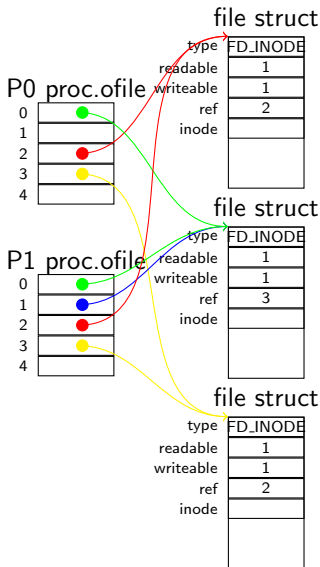 file struct
type FD_INODE
readable 1
writeable 1
ref 2
inode
P0 proc.ofile
0
1
2
3
4
file struct
type FD_INODE
readable 1
writeable 1
ref 3
inode
P1 proc.ofile
0
1
2
3
4
file struct
type FD_INODE
readable 1
writeable 1
ref 2
inode